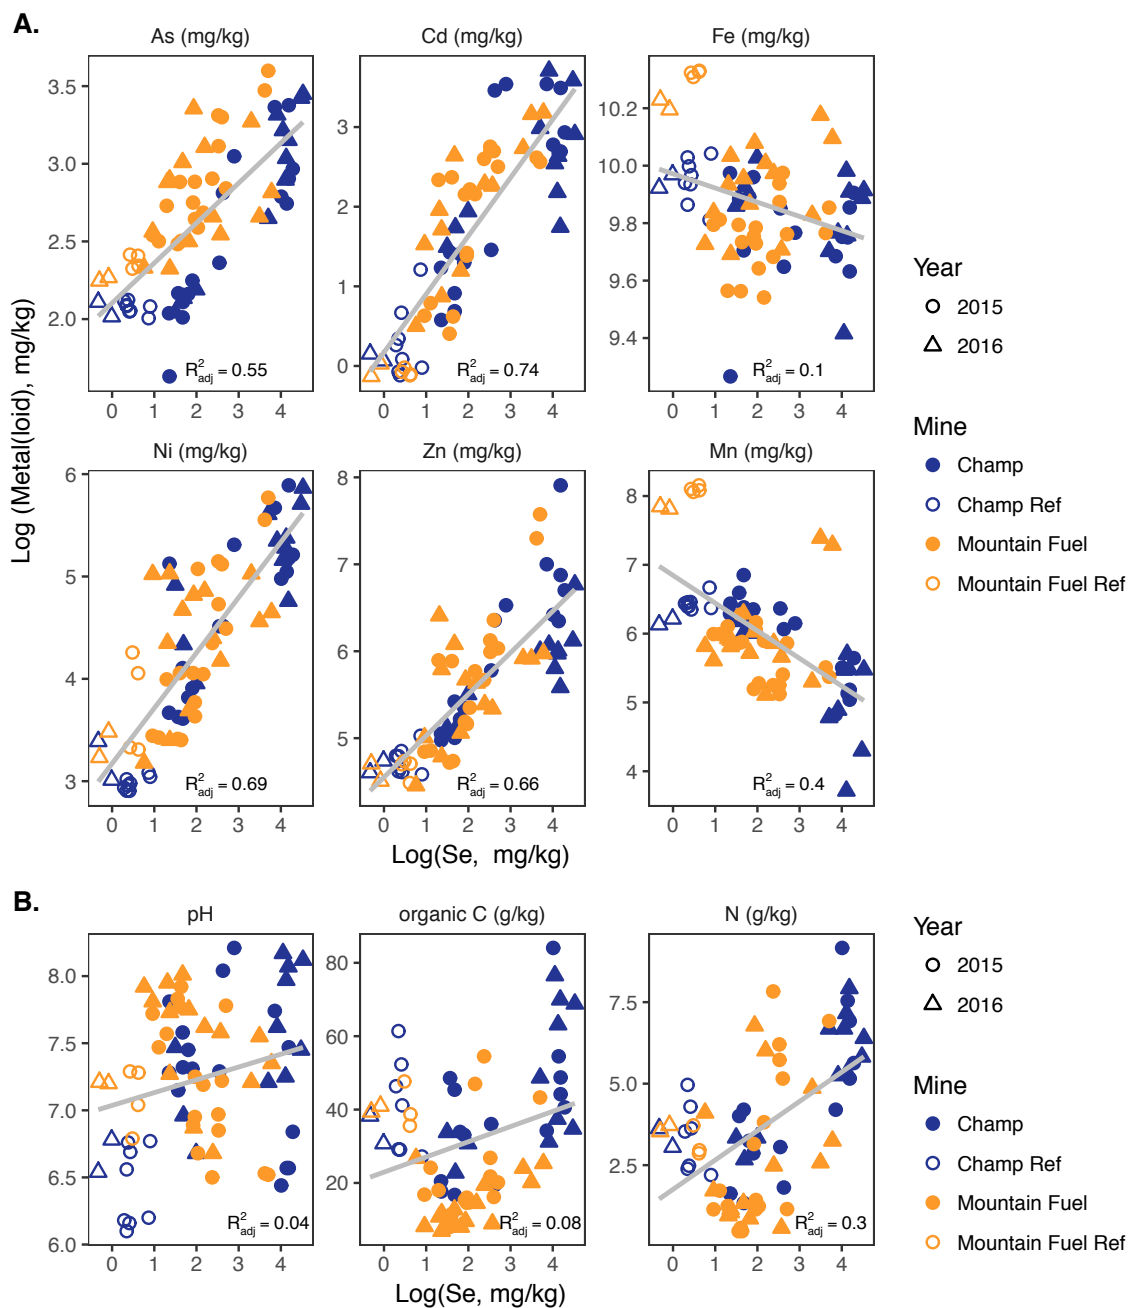 A.
As (mg/kg) Cd (mg/kg) Fe (mg/kg)
3.5
3.0
2.5
2.0
R²adj = 0.55
0 1 2 3 4
3
2
1
0
R²adj = 0.74
0 1 2 3 4
10.2
10.0
9.8
9.6
9.4
R²adj = 0.1
0 1 2 3 4
Ni (mg/kg) Zn (mg/kg) Mn (mg/kg)
6
5
4
3
R²adj = 0.69
0 1 2 3 4
8
7
6
5
R²adj = 0.66
0 1 2 3 4
8
7
6
5
4
R²adj = 0.4
0 1 2 3 4
Log (Metal(loid), mg/kg)
Log(Se, mg/kg)
Year
2015
2016
Mine
Champ
Champ Ref
Mountain Fuel
Mountain Fuel Ref
B.
pH organic C (g/kg) N (g/kg)
8.0
7.5
7.0
6.5
6.0
R²adj = 0.04
0 1 2 3 4
80
60
40
20
R²adj = 0.08
0 1 2 3 4
7.5
5.0
2.5
R²adj = 0.3
0 1 2 3 4
Log(Se, mg/kg)
Year
2015
2016
Mine
Champ
Champ Ref
Mountain Fuel
Mountain Fuel Ref